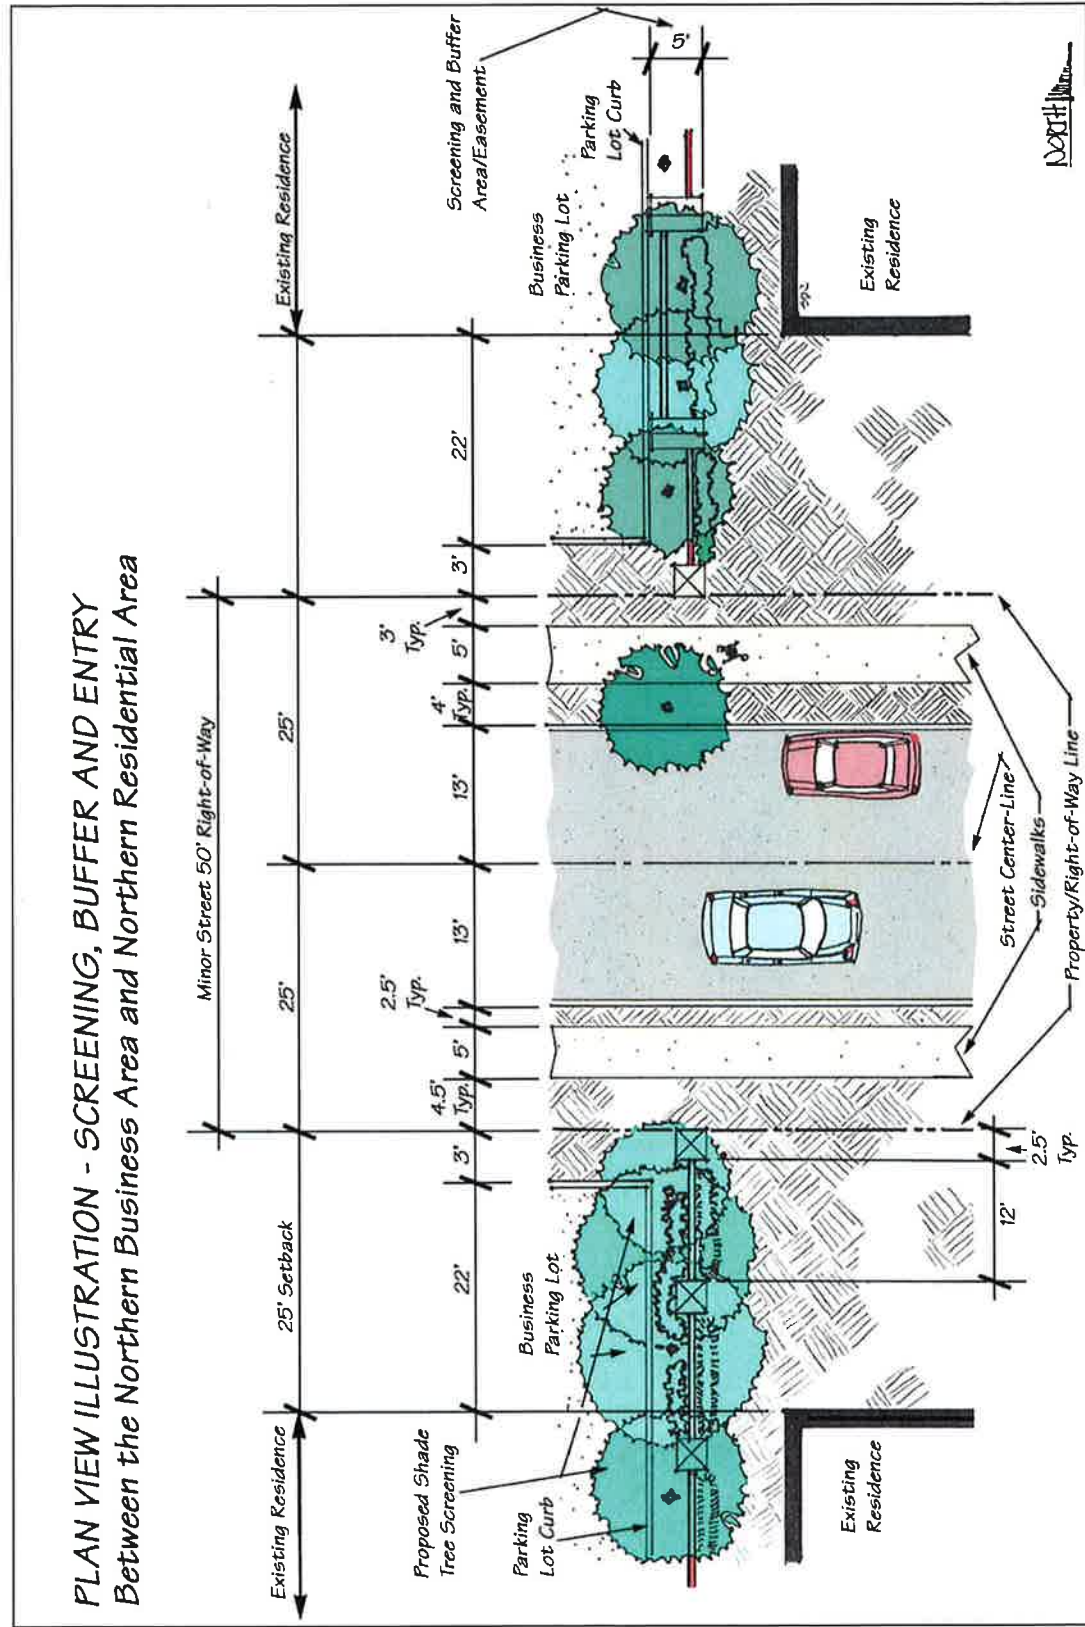 PLAN VIEW ILLUSTRATION - SCREENING, BUFFER AND ENTRY
Between the Northern Business Area and Northern Residential Area
Minor Street 50' Right-of-Way
Existing Residence
25' Setback
25'
25'
Existing Residence
22'
3'
4.5'
Typ.
5'
2.5'
Typ.
13'
13'
4'
Typ.
5'
3'
Typ.
3'
22'
Screening and Buffer
Area/Easement
5'
Proposed Shade
Tree Screening
Parking
Lot Curb
Business
Parking Lot
Business
Parking Lot
Parking
Lot Curb
Existing
Residence
Existing
Residence
12'
2.5'
Typ.
Street Center-Line
Sidewalks
Property/Right-of-Way Line
NORTH